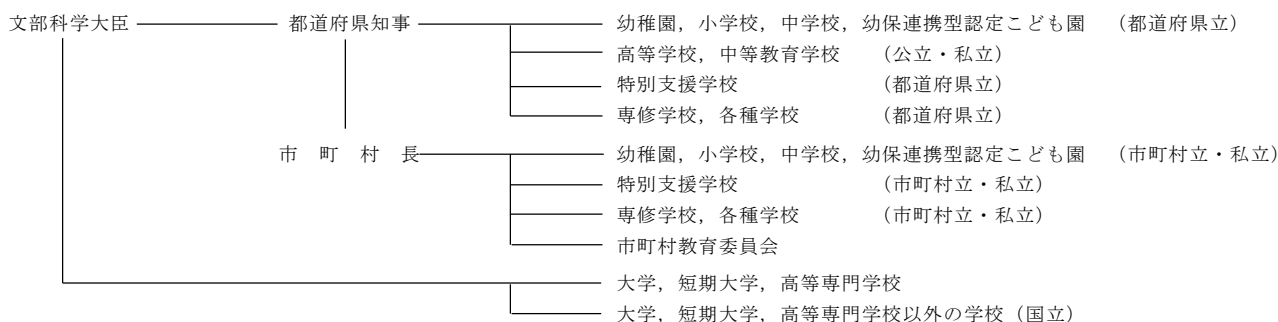 文部科学大臣 都道府県知事 幼稚園，小学校，中学校，幼保連携型認定こども園 （都道府県立）
高等学校，中等教育学校 （公立・私立）
特別支援学校 （都道府県立）
専修学校，各種学校 （都道府県立）
市町村長 幼稚園，小学校，中学校，幼保連携型認定こども園 （市町村立・私立）
特別支援学校 （市町村立・私立）
専修学校，各種学校 （市町村立・私立）
市町村教育委員会
大学，短期大学，高等専門学校
大学，短期大学，高等専門学校以外の学校（国立）